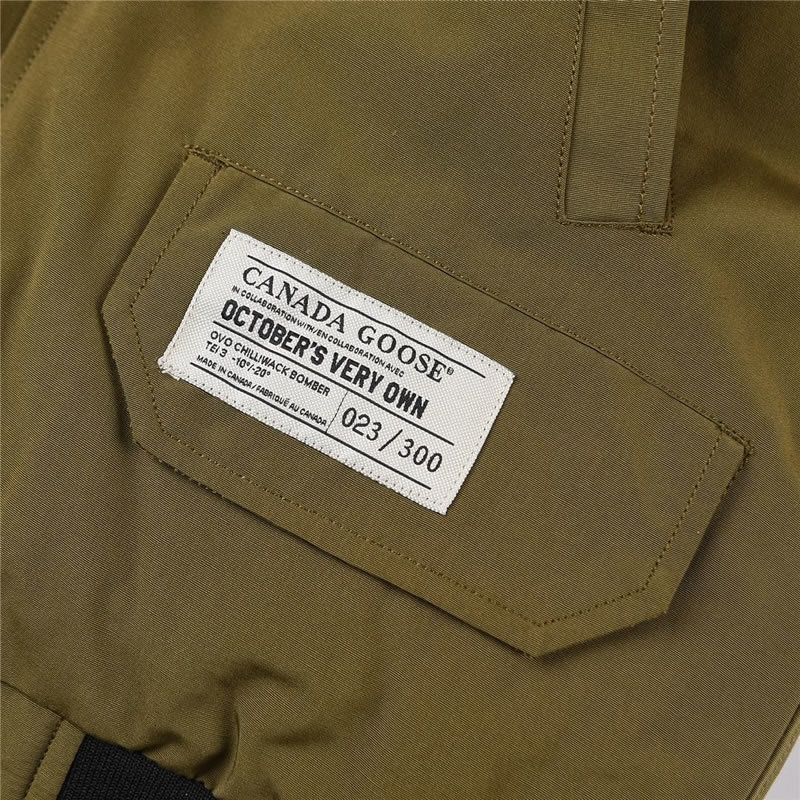 CANADA GOOSE®
IN COLLABORATION WITH/EN COLLABORATION AVEC
OCTOBER'S VERY OWN
OVO CHILLIWACK BOMBER
TEI 3 -10°/-20°
MADE IN CANADA / FABRIQUÉ AU CANADA
023/300